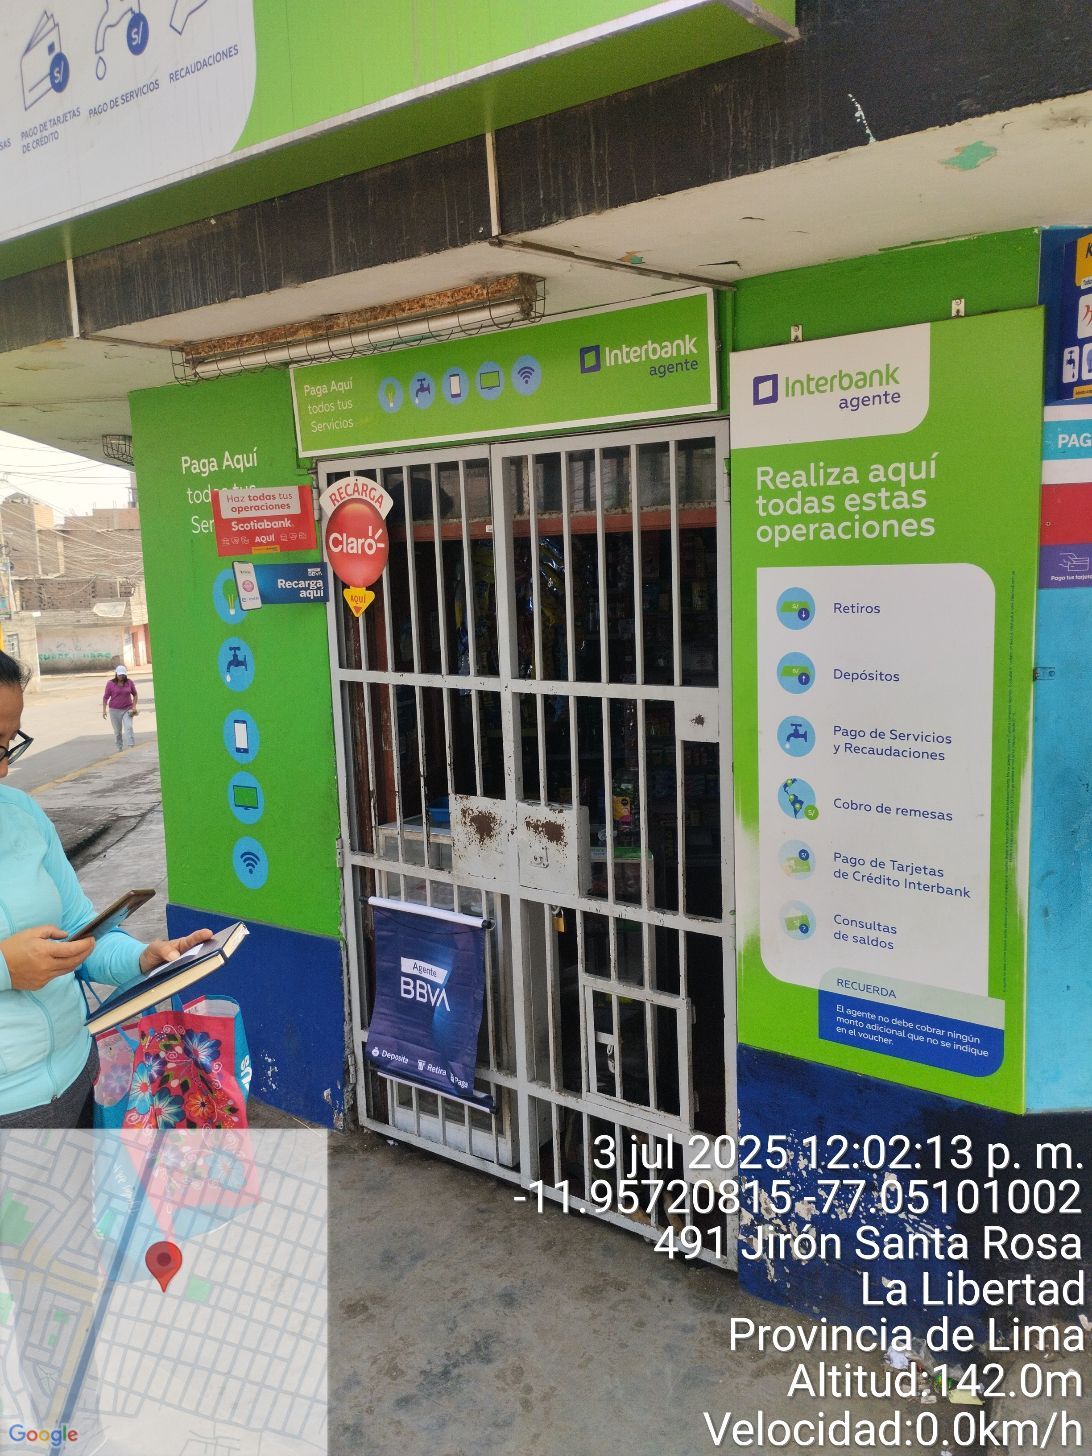 PAGO DE TARJETAS
DE CRÉDITO
PAGO DE SERVICIOS
RECAUDACIONES
Paga Aquí
todos tus
Servicios
Interbank
agente
Interbank
agente
Realiza aquí
todas estas
operaciones
Retiros
Depósitos
Pago de Servicios
y Recaudaciones
Cobro de remesas
Pago de Tarjetas
de Crédito Interbank
Consultas
de saldos
RECUERDA
El agente no debe cobrar ningún
monto adicional que no se indique
en el voucher.
Paga Aquí
Haz todas tus
operaciones
Scotiabank
AQUÍ
BBVA
Recarga
aquí
RECARGA
Claro
AQUÍ
Agente
BBVA
Deposita
Retira
Paga
PAG
Paga tus
3 jul 2025 12:02:13 p. m.
-11.95720815 -77.05101002
491 Jirón Santa Rosa
La Libertad
Provincia de Lima
Altitud:142.0m
Velocidad:0.0km/h
Google